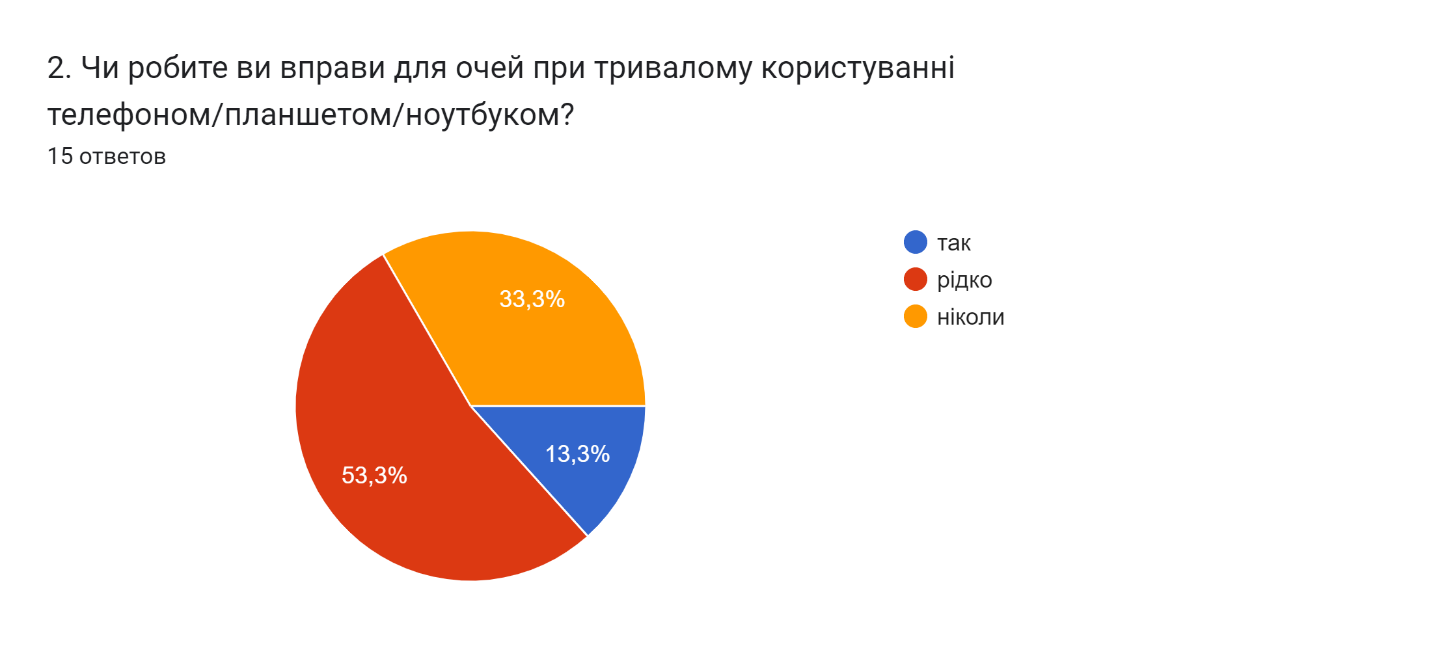 2. Чи робите ви вправи для очей при тривалому користуванні
телефоном/планшетом/ноутбуком?
15 ответов
так
рідко
ніколи
33,3%
13,3%
53,3%